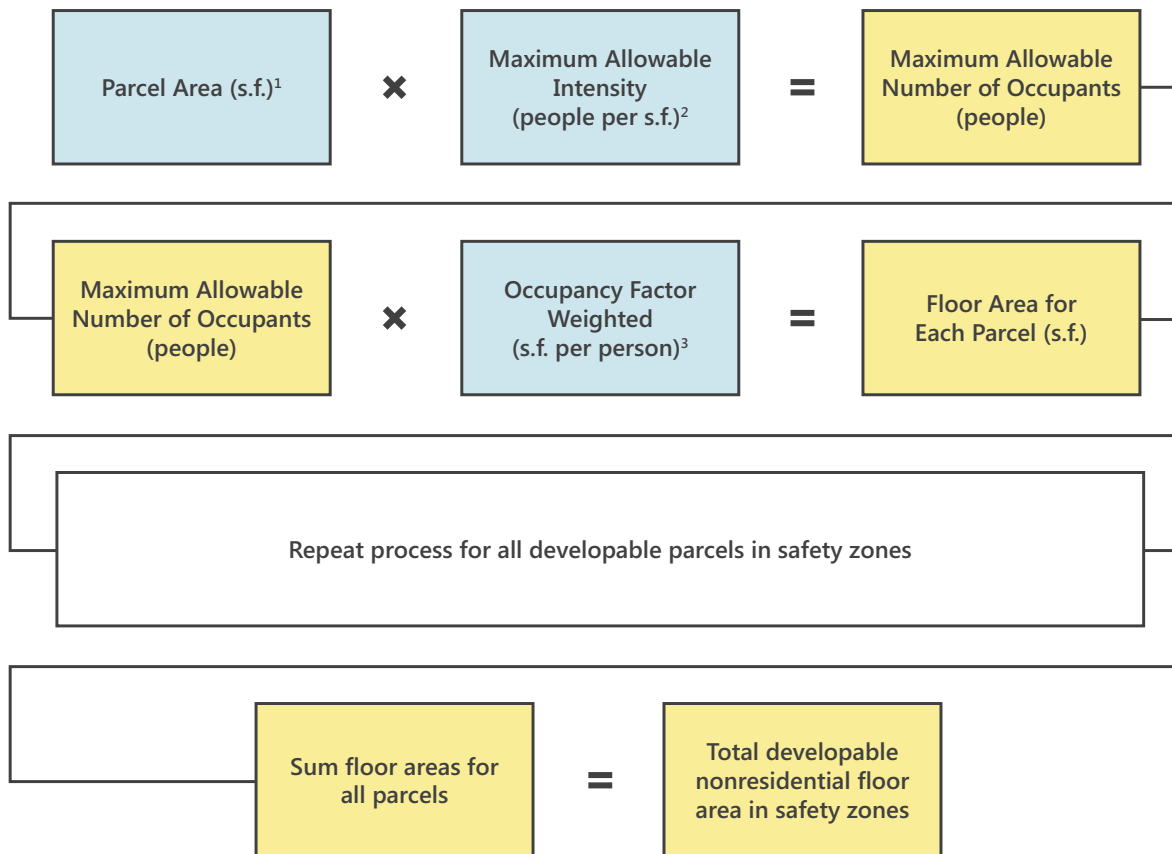 Parcel Area (s.f.)¹
×
Maximum Allowable
Intensity
(people per s.f.)²
=
Maximum Allowable
Number of Occupants
(people)
Maximum Allowable
Number of Occupants
(people)
×
Occupancy Factor
Weighted
(s.f. per person)³
=
Floor Area for
Each Parcel (s.f.)
Repeat process for all developable parcels in safety zones
Sum floor areas for
all parcels
=
Total developable
nonresidential floor
area in safety zones